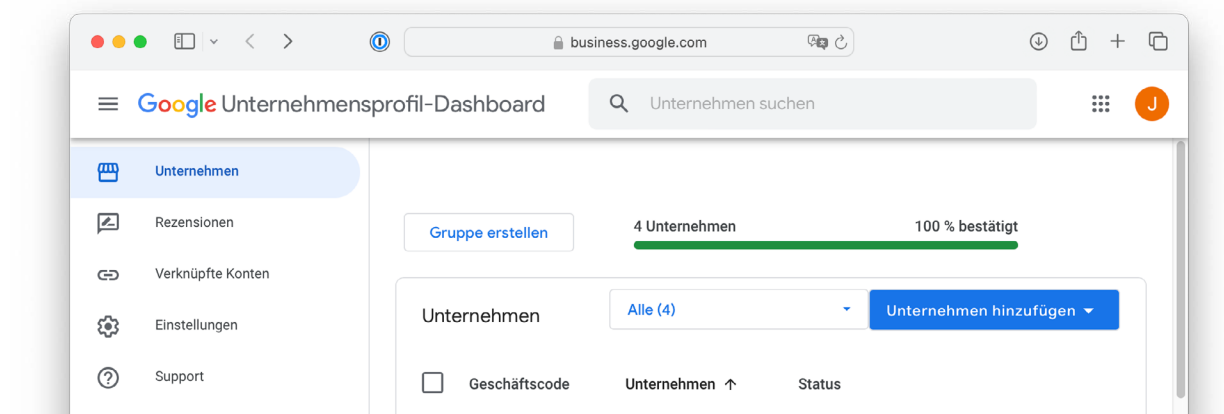 business.google.com
Google Unternehmensprofil-Dashboard
Unternehmen suchen
J
Unternehmen
Rezensionen
Verknüpfte Konten
Einstellungen
Support
Gruppe erstellen
4 Unternehmen
100 % bestätigt
Unternehmen
Alle (4)
Unternehmen hinzufügen
Geschäftscode
Unternehmen
Status